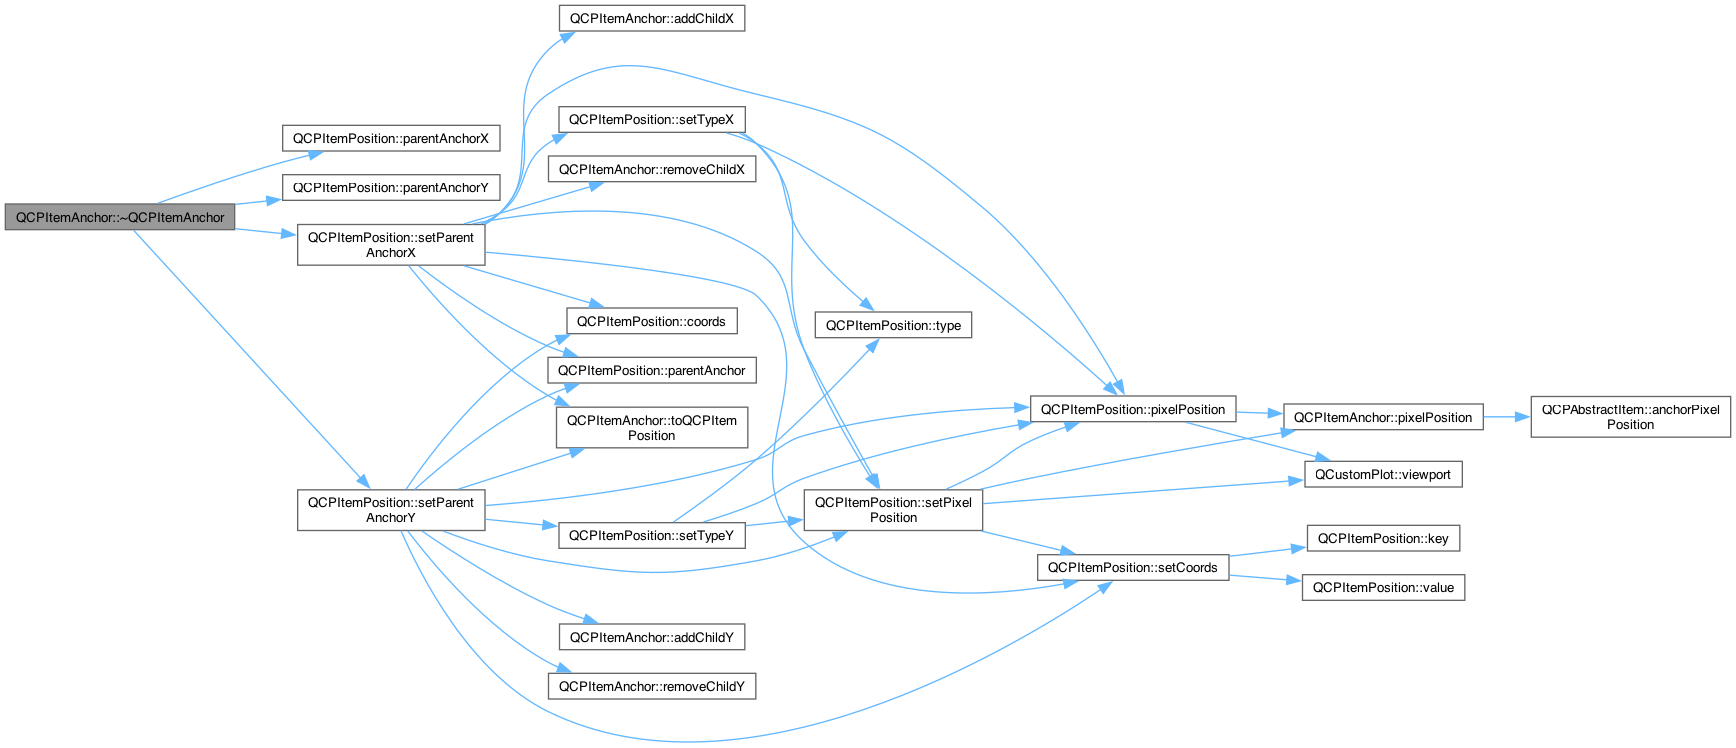 QCPItemAnchor::~QCPItemAnchor
QCPItemPosition::parentAnchorX
QCPItemPosition::parentAnchorY
QCPItemPosition::setParent
AnchorX
QCPItemPosition::setParent
AnchorY
QCPItemAnchor::addChildX
QCPItemPosition::setTypeX
QCPItemAnchor::removeChildX
QCPItemPosition::coords
QCPItemPosition::parentAnchor
QCPItemAnchor::toQCPItem
Position
QCPItemPosition::setTypeY
QCPItemAnchor::addChildY
QCPItemAnchor::removeChildY
QCPItemPosition::type
QCPItemPosition::setPixel
Position
QCPItemPosition::pixelPosition
QCPItemPosition::setCoords
QCPItemAnchor::pixelPosition
QCustomPlot::viewport
QCPItemPosition::key
QCPItemPosition::value
QCPAbstractItem::anchorPixel
Position